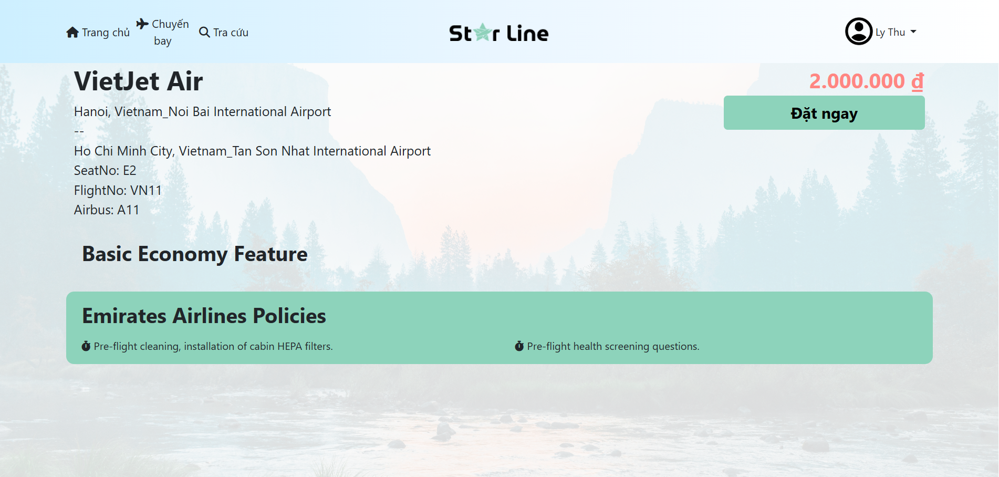 Trang chủ
Chuyến
bay
Tra cứu
Star Line
Ly Thu
VietJet Air
2.000.000 ₫
Hanoi, Vietnam_Noi Bai International Airport
Đặt ngay
--
Ho Chi Minh City, Vietnam_Tan Son Nhat International Airport
SeatNo: E2
FlightNo: VN11
Airbus: A11
Basic Economy Feature
Emirates Airlines Policies
Pre-flight cleaning, installation of cabin HEPA filters.
Pre-flight health screening questions.